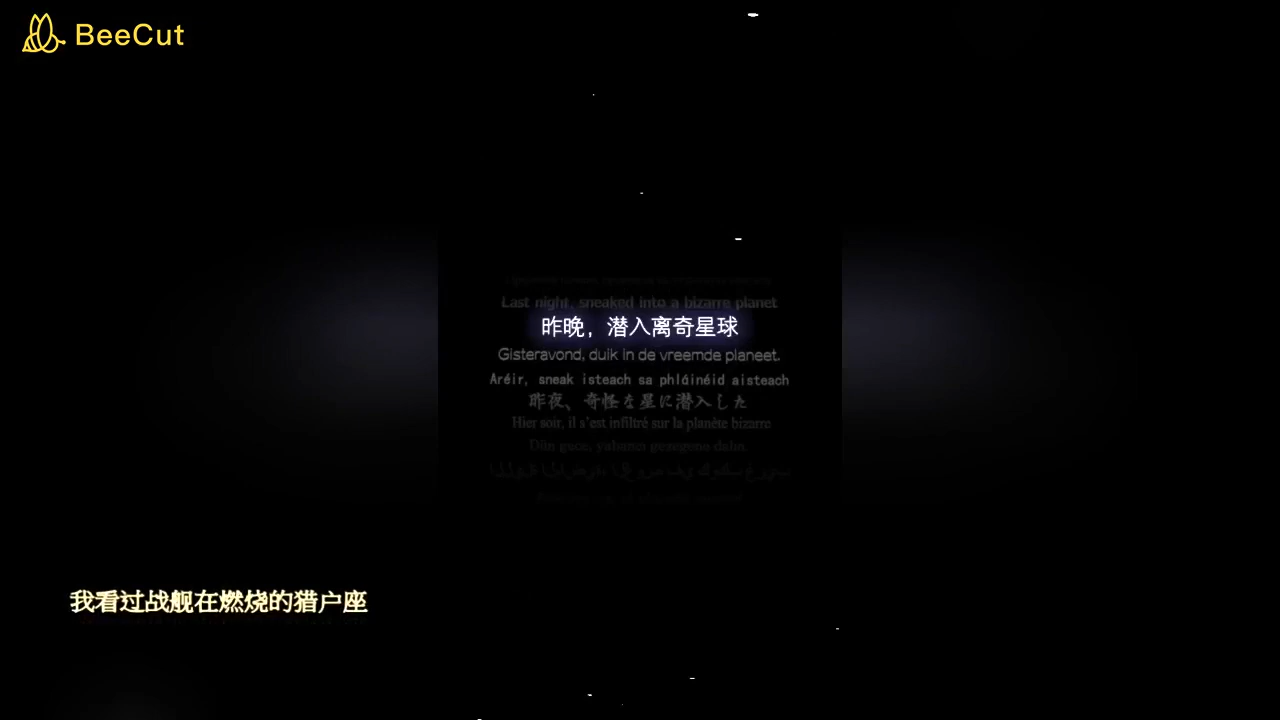 BeeCut
Last night, sneaked into a bizarre planet
昨晚，潜入离奇星球
Gisteravond, duik in de vreemde planeet.
Aréir, sneak isteach sa phláinéid aisteach
昨夜、奇怪な星に潜入した
Hier soir, il s'est infiltré sur la planète bizarre
我看过战舰在燃烧的猎户座